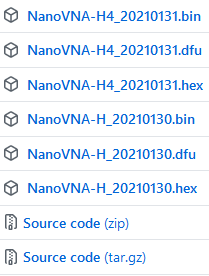 NanoVNA-H4_20210131.bin
NanoVNA-H4_20210131.dfu
NanoVNA-H4_20210131.hex
NanoVNA-H_20210130.bin
NanoVNA-H_20210130.dfu
NanoVNA-H_20210130.hex
Source code (zip)
Source code (tar.gz)